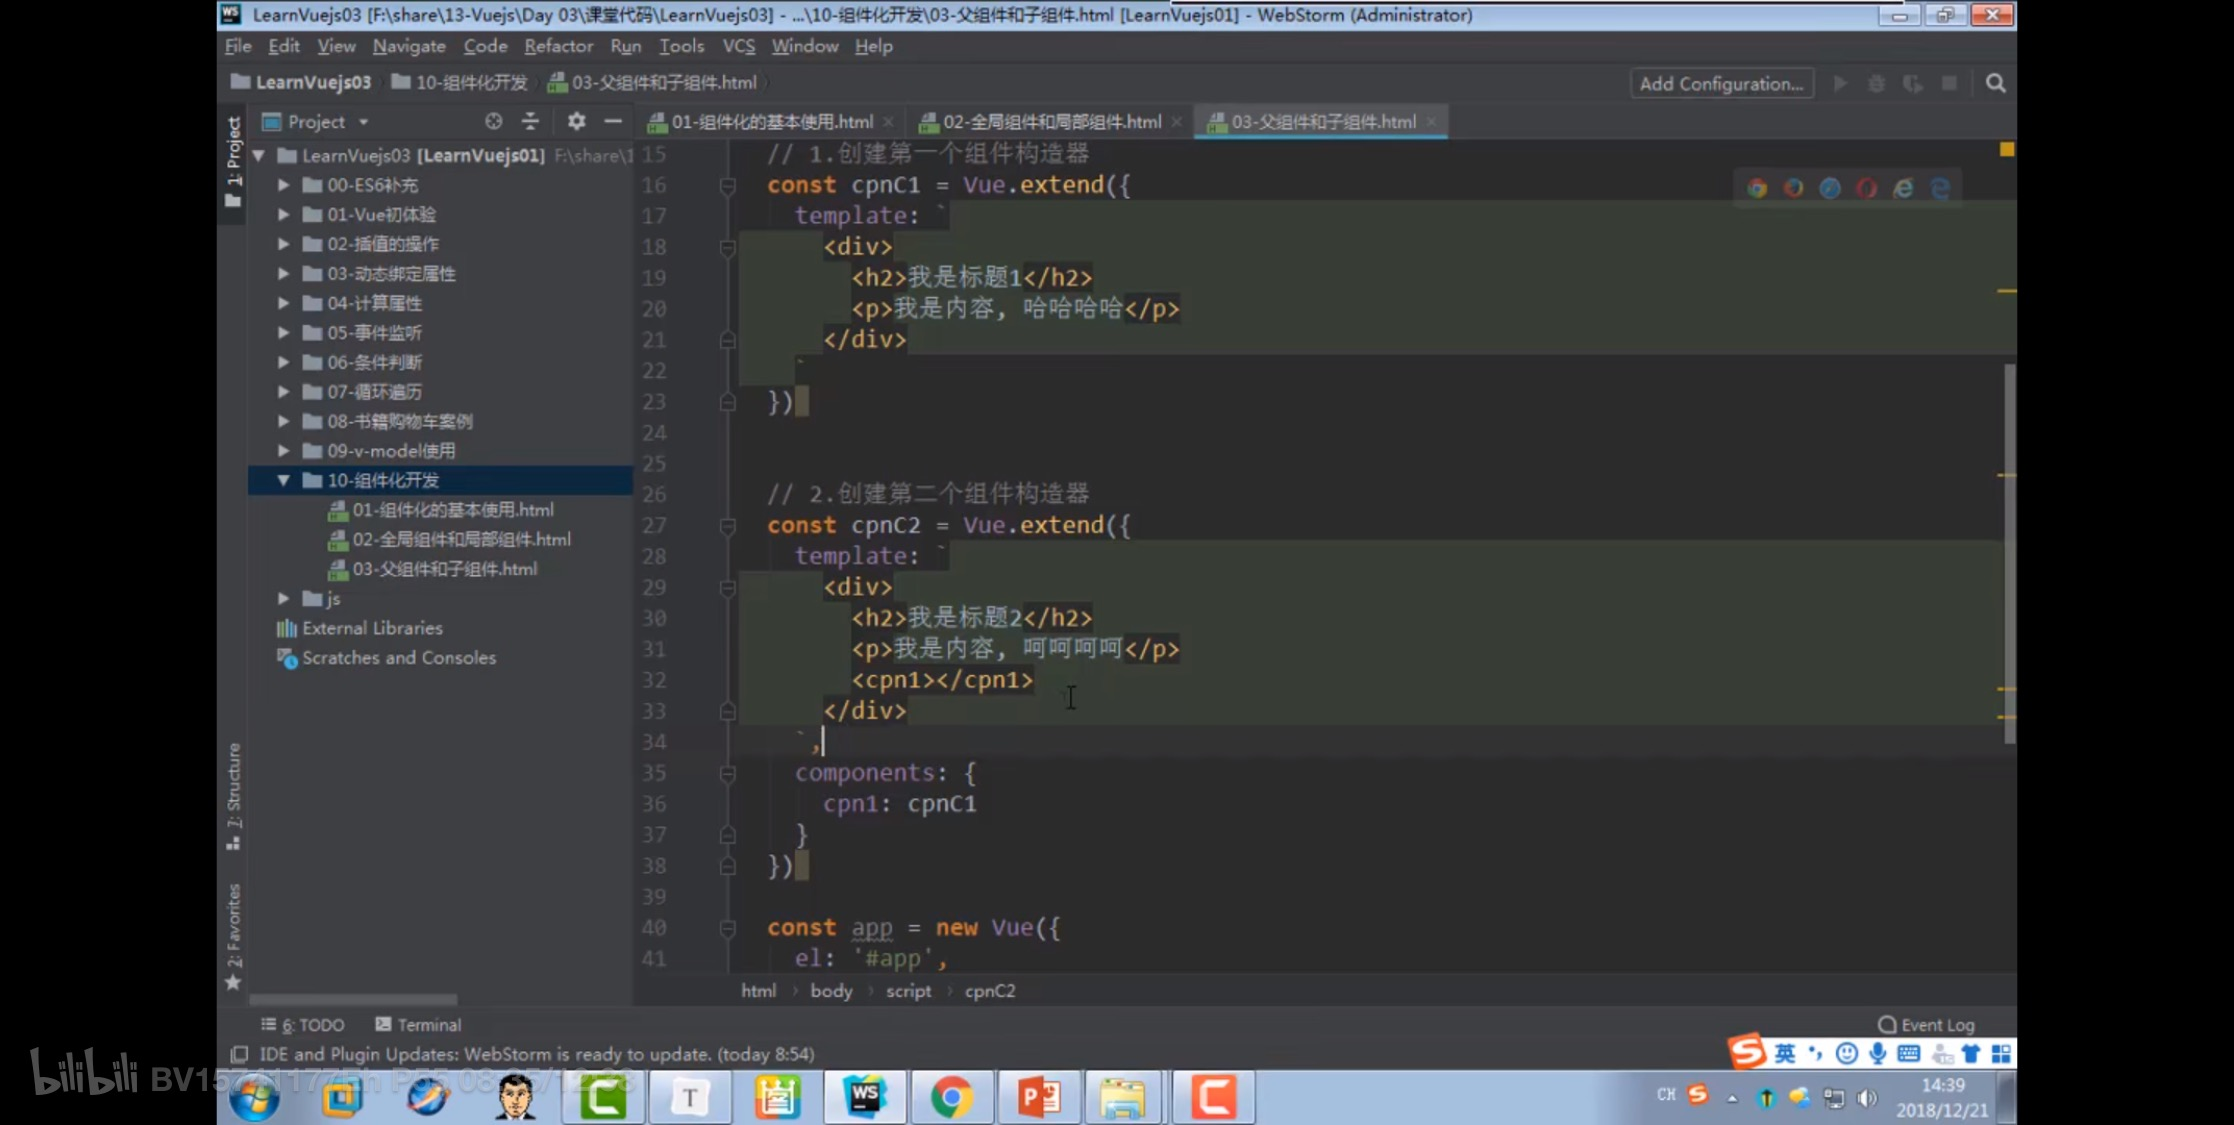 LearnVuejs03 [F:\share\13-Vuejs\Day 03\课堂代码\LearnVuejs03] - ...\10-组件化开发\03-父组件和子组件.html [LearnVuejs01] - WebStorm (Administrator)
File Edit View Navigate Code Refactor Run Tools VCS Window Help
LearnVuejs03 10-组件化开发 03-父组件和子组件.html Add Configuration...
1: Project
Project
01-组件化的基本使用.html 02-全局组件和局部组件.html 03-父组件和子组件.html
LearnVuejs03 [LearnVuejs01] F:\share\1
00-ES6补充
01-Vue初体验
02-插值的操作
03-动态绑定属性
04-计算属性
05-事件监听
06-条件判断
07-循环遍历
08-书籍购物车案例
09-v-model使用
10-组件化开发
01-组件化的基本使用.html
02-全局组件和局部组件.html
03-父组件和子组件.html
js
External Libraries
Scratches and Consoles
7: Structure
2: Favorites
15 // 1.创建第一个组件构造器
16 const cpnC1 = Vue.extend({
17 template: `
18 <div>
19 <h2>我是标题1</h2>
20 <p>我是内容, 哈哈哈哈</p>
21 </div>
22 `
23 })
24
25
26 // 2.创建第二个组件构造器
27 const cpnC2 = Vue.extend({
28 template: `
29 <div>
30 <h2>我是标题2</h2>
31 <p>我是内容, 呵呵呵呵</p>
32 <cpn1></cpn1>
33 </div>
34 `,
35 components: {
36 cpn1: cpnC1
37 }
38 })
39
40 const app = new Vue({
41 el: '#app',
html body script cpnC2
6: TODO Terminal Event Log
IDE and Plugin Updates: WebStorm is ready to update. (today 8:54)
英
bilibili
CH
14:39
2018/12/21